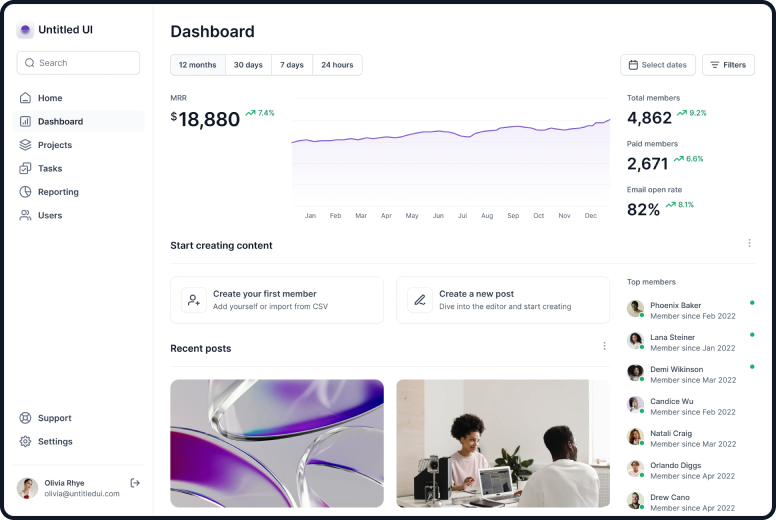 Untitled UI
Search
Home
Dashboard
Projects
Tasks
Reporting
Users
Support
Settings
Olivia Rhye
olivia@untitledui.com
Dashboard
12 months
30 days
7 days
24 hours
Select dates
Filters
MRR
$18,880
7.4%
Jan Feb Mar Apr May Jun Jul Aug Sep Oct Nov Dec
Total members
4,862
9.2%
Paid members
2,671
6.6%
Email open rate
82%
8.1%
Start creating content
Create your first member
Add yourself or import from CSV
Create a new post
Dive into the editor and start creating
Recent posts
Top members
Phoenix Baker
Member since Feb 2022
Lana Steiner
Member since Jan 2022
Demi Wikinson
Member since Mar 2022
Candice Wu
Member since Feb 2022
Natali Craig
Member since Mar 2022
Orlando Diggs
Member since Apr 2022
Drew Cano
Member since Apr 2022